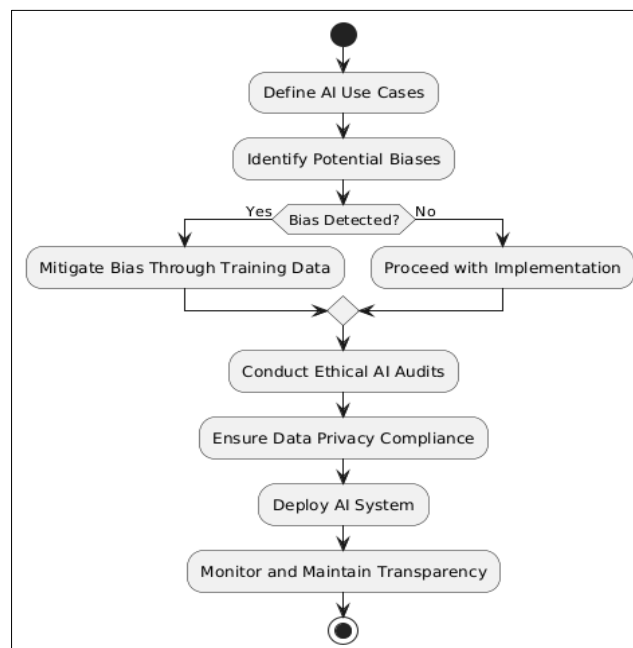 Define AI Use Cases
Identify Potential Biases
Yes
Bias Detected?
No
Mitigate Bias Through Training Data
Proceed with Implementation
Conduct Ethical AI Audits
Ensure Data Privacy Compliance
Deploy AI System
Monitor and Maintain Transparency